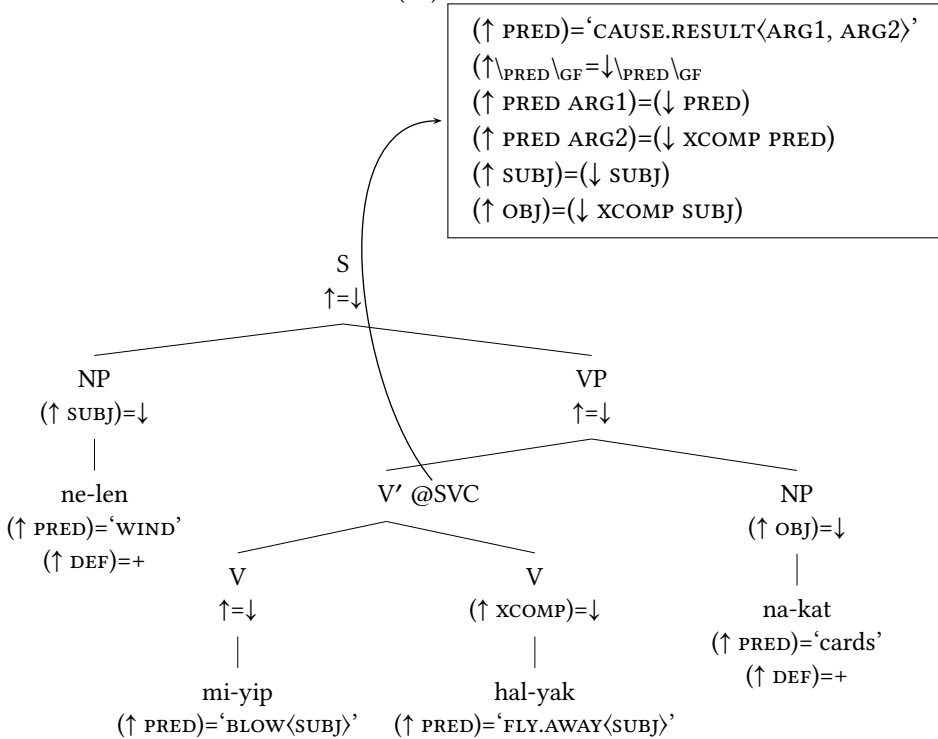 (↑ PRED)=‘CAUSE.RESULT⟨ARG1, ARG2⟩’
(↑\PRED\GF=↓\PRED\GF
(↑ PRED ARG1)=(↓ PRED)
(↑ PRED ARG2)=(↓ XCOMP PRED)
(↑ SUBJ)=(↓ SUBJ)
(↑ OBJ)=(↓ XCOMP SUBJ)
S
↑=↓
NP VP
(↑ SUBJ)=↓ ↑=↓
ne-len V′ @SVC NP
(↑ PRED)=‘WIND’ (↑ OBJ)=↓
(↑ DEF)=+
V V na-kat
↑=↓ (↑ XCOMP)=↓ (↑ PRED)=‘cards’
(↑ DEF)=+
mi-yip hal-yak
(↑ PRED)=‘BLOW⟨SUBJ⟩’ (↑ PRED)=‘FLY.AWAY⟨SUBJ⟩’